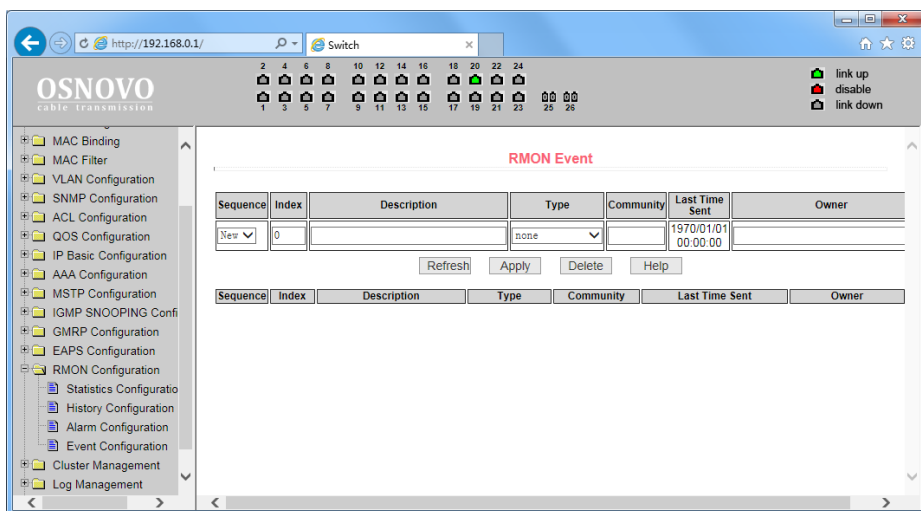 http://192.168.0.1/
Switch
OSNOVO
cable transmission
2 4 6 8 10 12 14 16 18 20 22 24
1 3 5 7 9 11 13 15 17 19 21 23 25 26
link up
disable
link down
MAC Binding
MAC Filter
VLAN Configuration
SNMP Configuration
ACL Configuration
QOS Configuration
IP Basic Configuration
AAA Configuration
MSTP Configuration
IGMP SNOOPING Confi
GMRP Configuration
EAPS Configuration
RMON Configuration
Statistics Configuratio
History Configuration
Alarm Configuration
Event Configuration
Cluster Management
Log Management
RMON Event
Sequence Index Description Type Community Last Time Sent Owner
New 0 none 1970/01/01 00:00:00
Refresh Apply Delete Help
Sequence Index Description Type Community Last Time Sent Owner